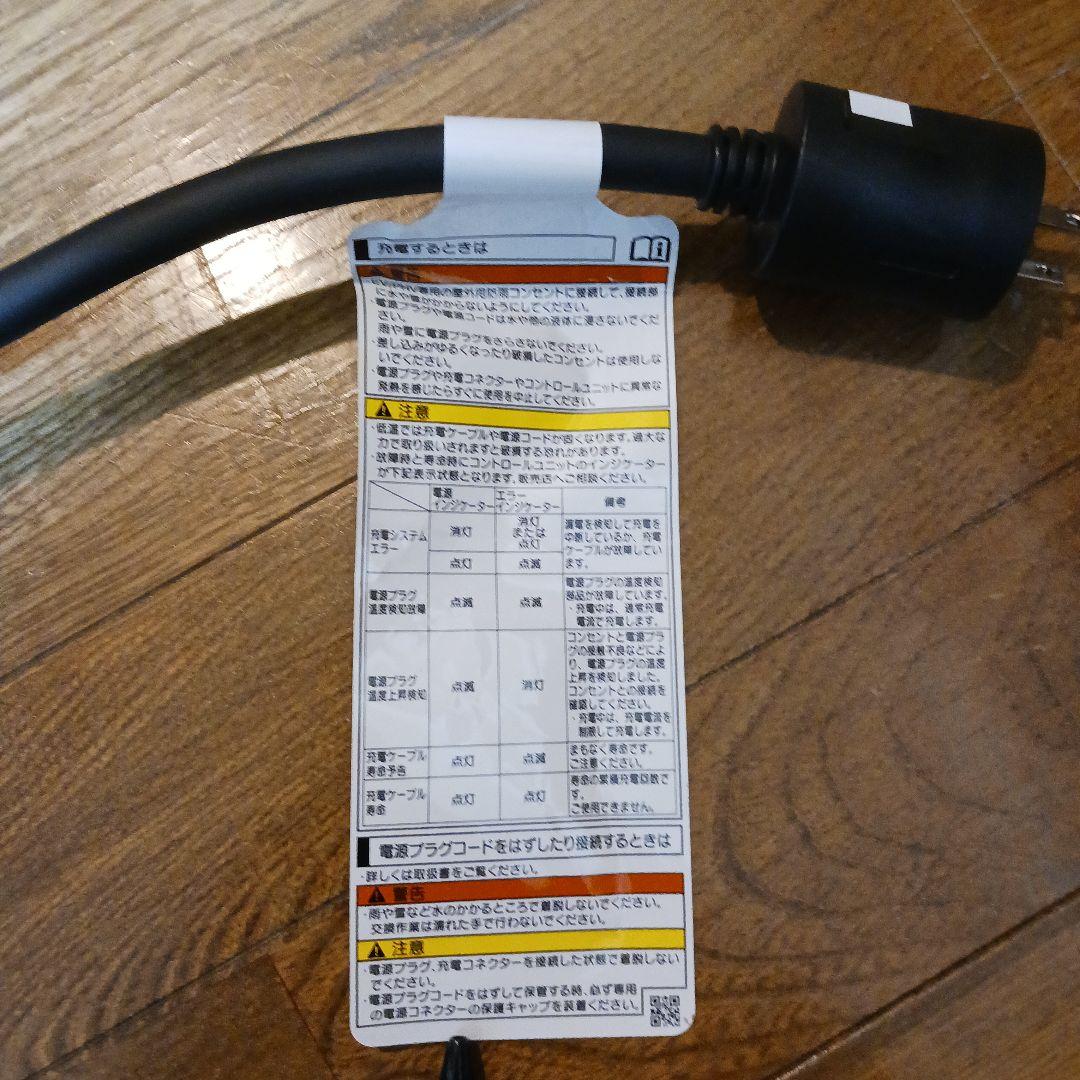 充電するときは
に水や雪がかからないようにしてください。
電源プラグや電源コードは水や他の液体に浸さないでくだ
さい。
雨や雪に電源プラグをさらさないでください。
・差し込みがゆるくなったり破損したコンセントは使用しな
いでください。
・電源プラグや充電コネクターやコントロールユニットに異常な
発熱を感じたらすぐに使用を中止してください。
注意
・低温では充電ケーブルや電源コードが固くなります。過大な
力で取り扱いされますと破損する恐れがあります。
・故障時と寿命時にコントロールユニットのインジケーター
が下記表示状態となります。販売店へご相談ください。
電源
インジケーター
エラー
インジケーター
備考
充電システム
エラー
消灯
消灯
または
点灯
漏電を検知して充電を
中断しているか、充電
ケーブルが故障してい
ます。
点灯
点滅
電源プラグ
温度検知故障
点滅
点滅
電源プラグの温度検知
部品が故障しています。
・充電中は、通常充電
電流で充電します。
電源プラグ
温度上昇検知
点滅
消灯
コンセントと電源プラ
グの接触不良などによ
り、電源プラグの温度
上昇を検知しました。
コンセントとの接続を
確認してください。
・充電中は、充電電流を
制限して充電します。
充電ケーブル
寿命予告
点灯
点滅
まもなく寿命です。
ご注意ください。
充電ケーブル
寿命
点灯
点灯
寿命の累積充電回数で
す。
ご使用できません。
電源プラグコードをはずしたり接続するときは
・詳しくは取扱書をご覧ください。
警告
・雨や雪など水のかかるところで着脱しないでください。
交換作業は濡れた手で行わないでください。
注意
・電源プラグ、充電コネクターを接続した状態で着脱しない
でください。
・電源プラグコードをはずして保管する時、必ず専用
の電源コネクターの保護キャップを装着ください。